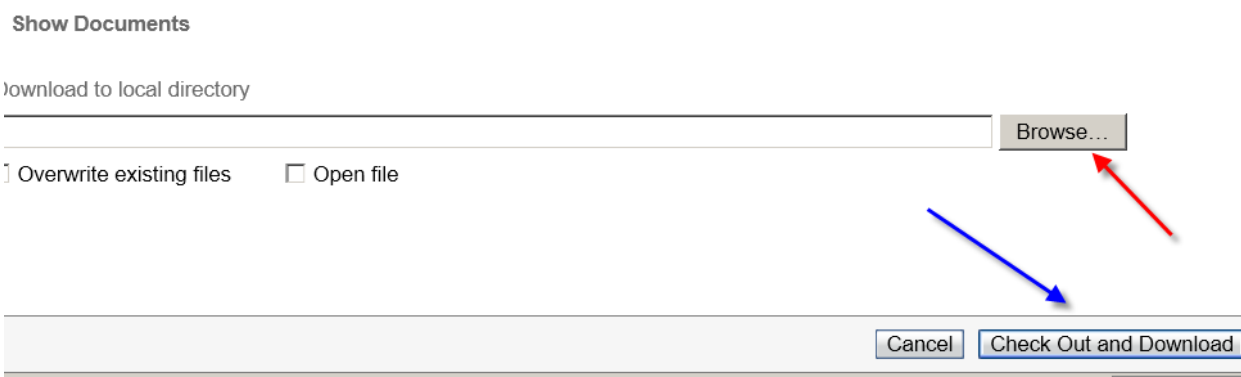 Show Documents
Download to local directory
Browse...
Overwrite existing files Open file
Cancel Check Out and Download